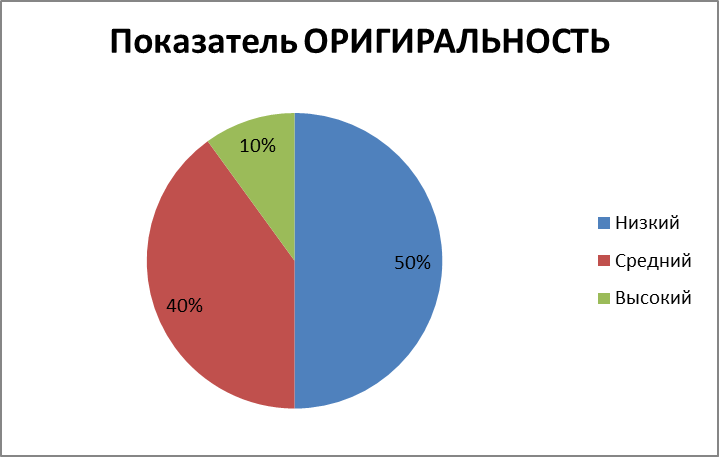 Показатель ОРИГИРАЛЬНОСТЬ
10%
50%
40%
Низкий
Средний
Высокий